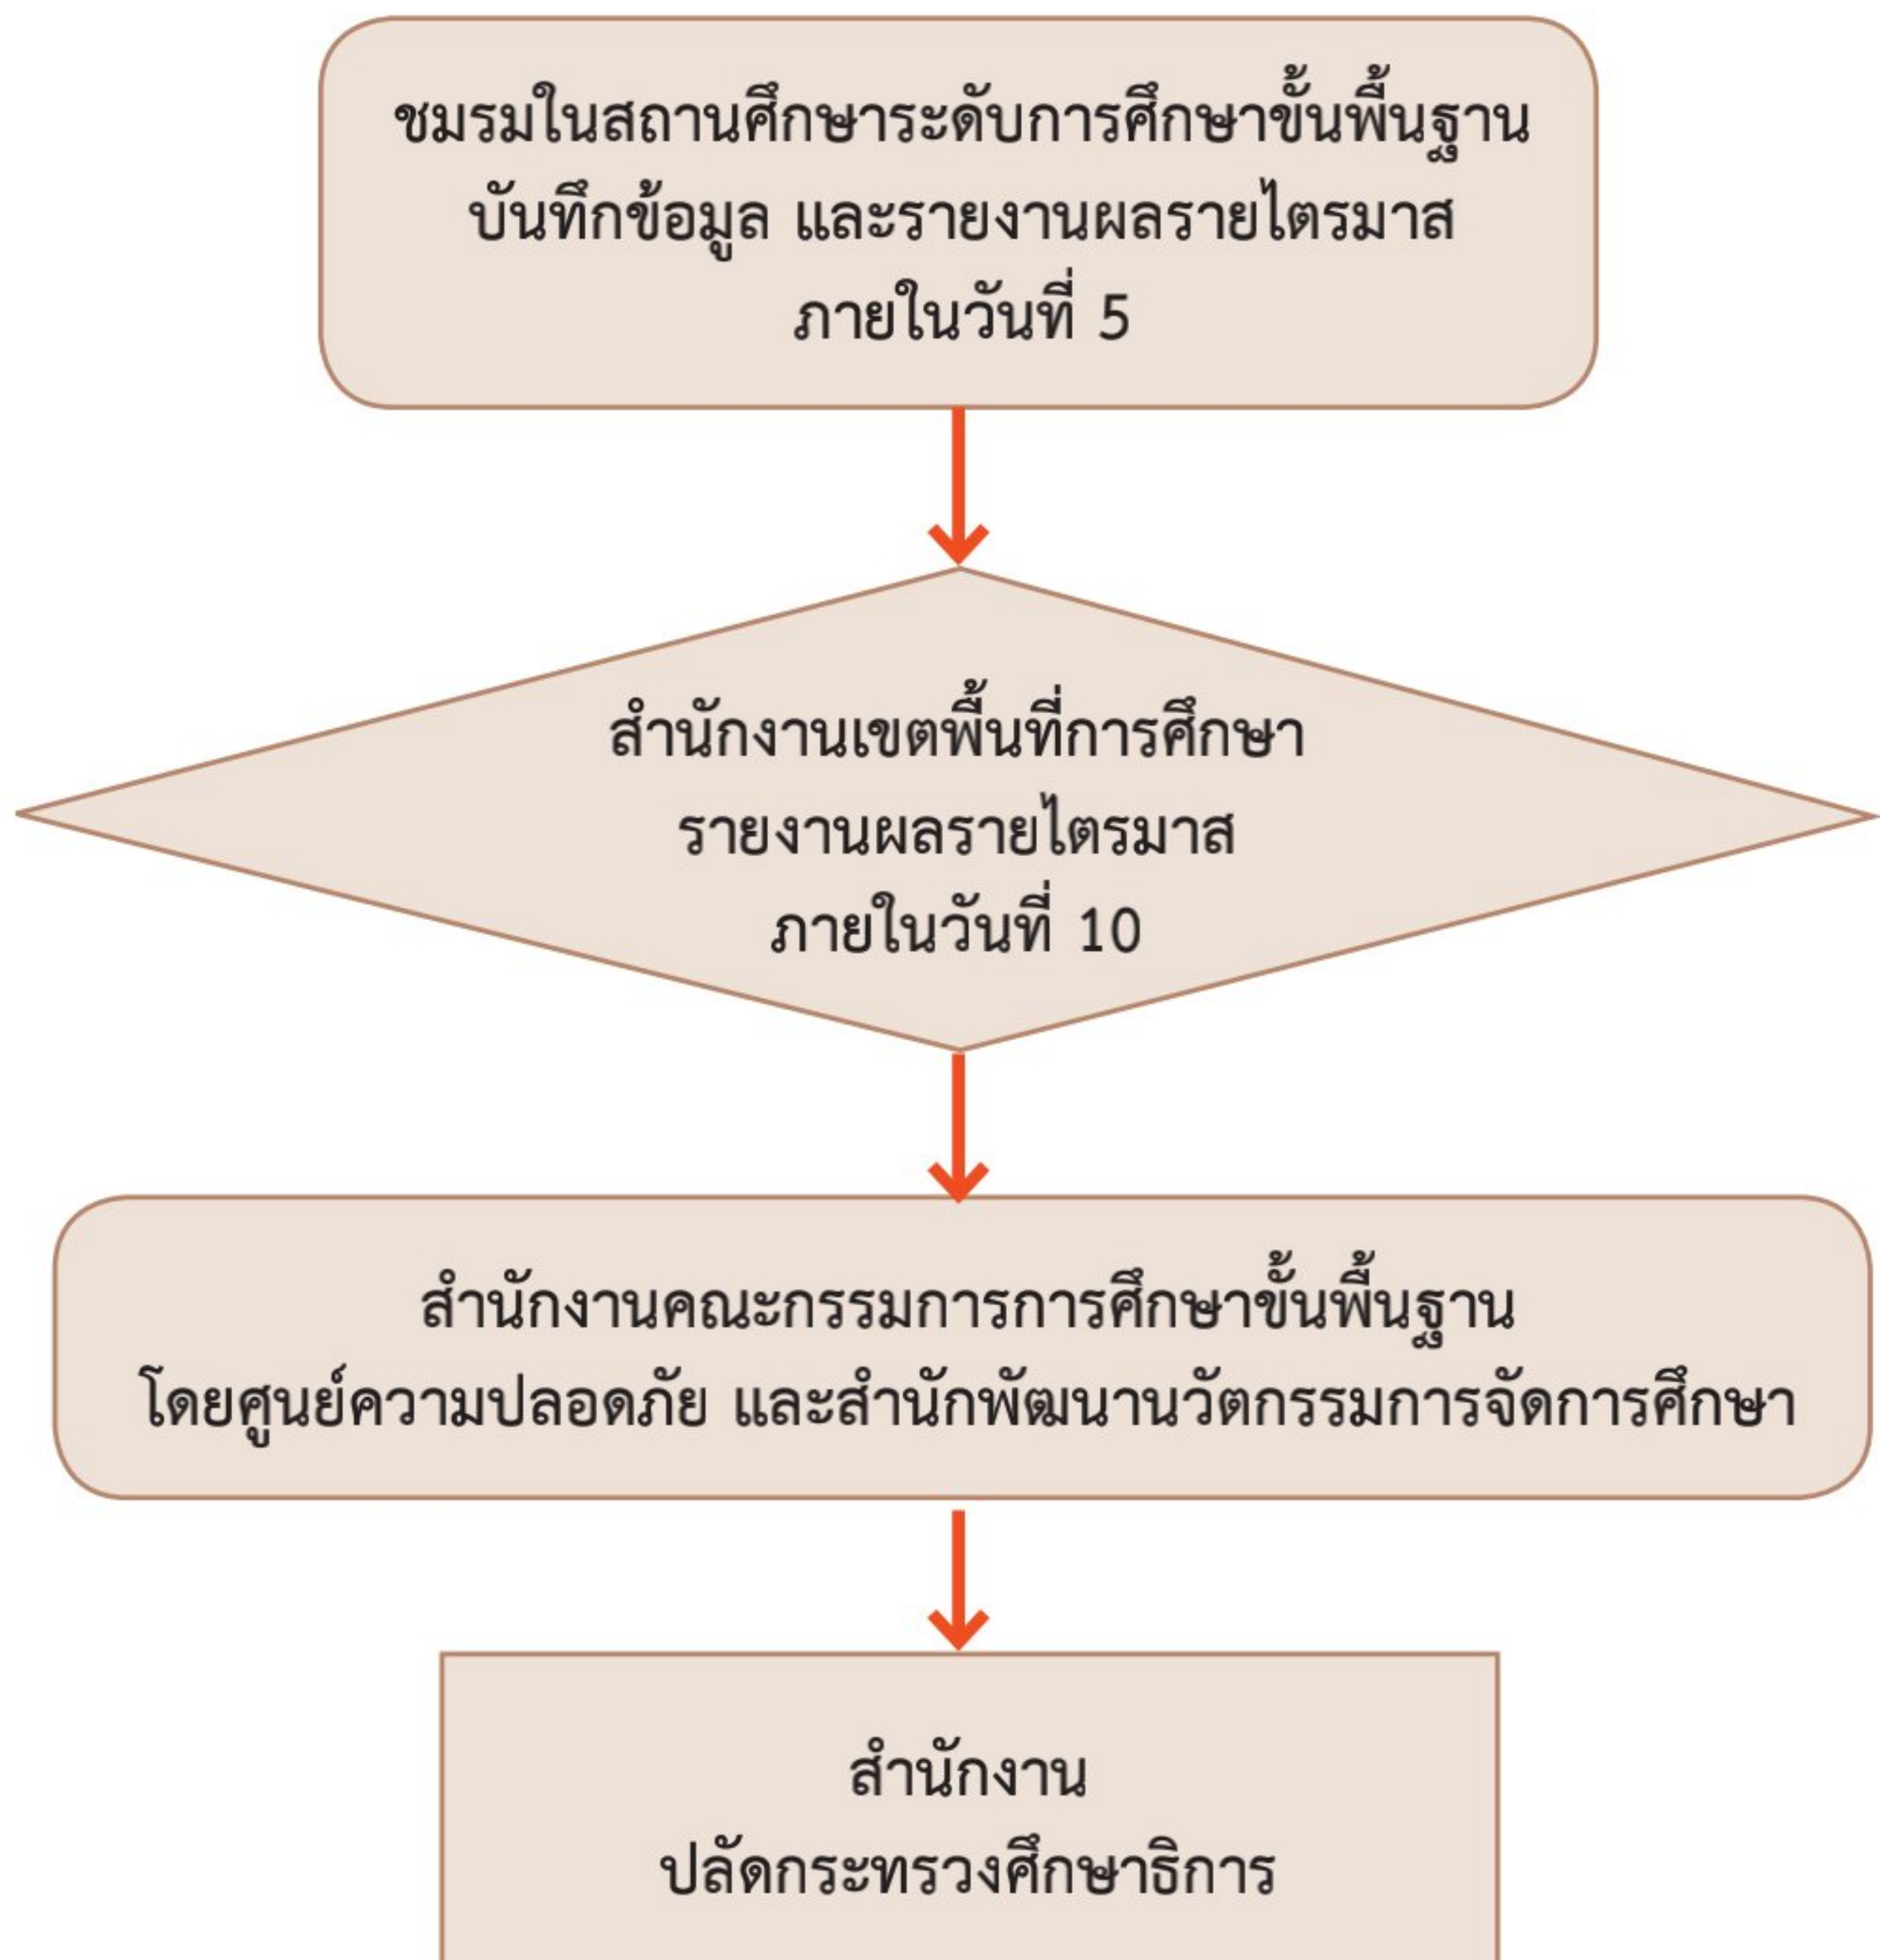 ชมรมในสถานศึกษาระดับการศึกษาขั้นพื้นฐาน
บันทึกข้อมูล และรายงานผลรายไตรมาส
ภายในวันที่ 5
สำนักงานเขตพื้นที่การศึกษา
รายงานผลรายไตรมาส
ภายในวันที่ 10
สำนักงานคณะกรรมการการศึกษาขั้นพื้นฐาน
โดยศูนย์ความปลอดภัย และสำนักพัฒนานวัตกรรมการจัดการศึกษา
สำนักงาน
ปลัดกระทรวงศึกษาธิการ